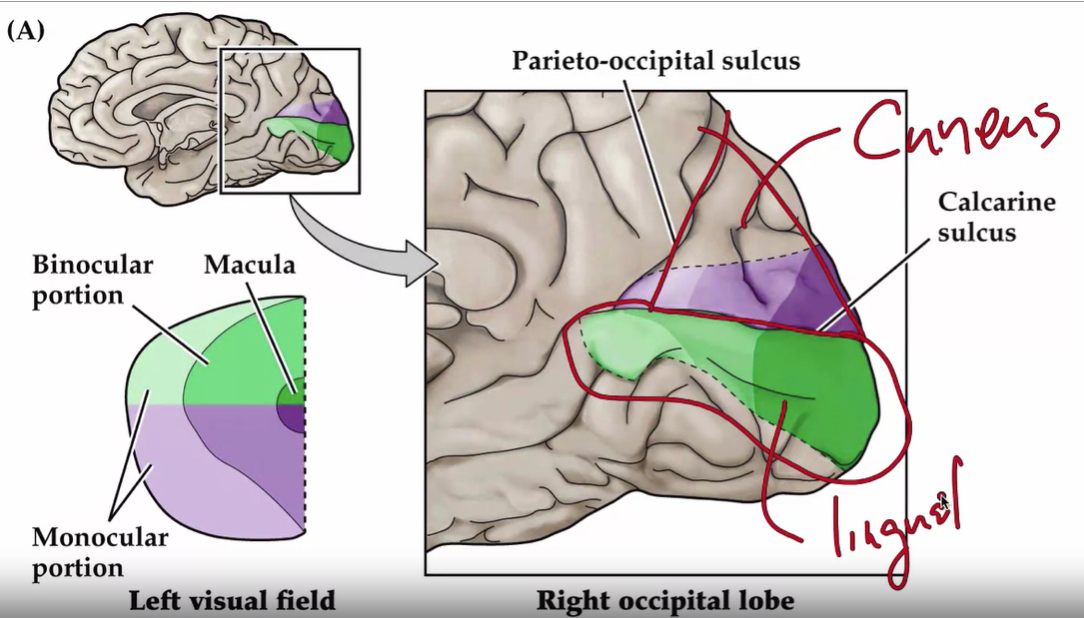 (A)
Parieto-occipital sulcus
Cuneus
Calcarine
sulcus
Binocular
portion
Macula
Monocular
portion
lingual
Left visual field
Right occipital lobe